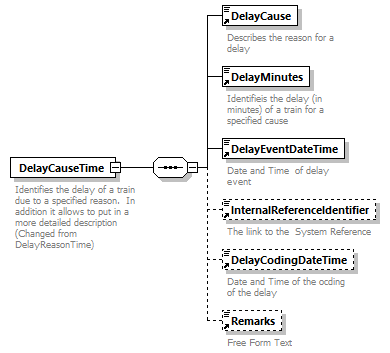 DelayCause
Describes the reason for a
delay
DelayMinutes
Identifieis the delay (in
minutes) of a train for a
specified cause
DelayEventDateTime
Date and Time  of delay
event
DelayCauseTime
Identifies the delay of a train
due to a specified reason.  In
addition it allows to put in a
more detailed description
(Changed from
DelayReasonTime)
InternalReferenceIdentifier
The liink to the  System Reference
DelayCodingDateTime
Date and Time of the ccding
of the delay
Remarks
Free Form Text